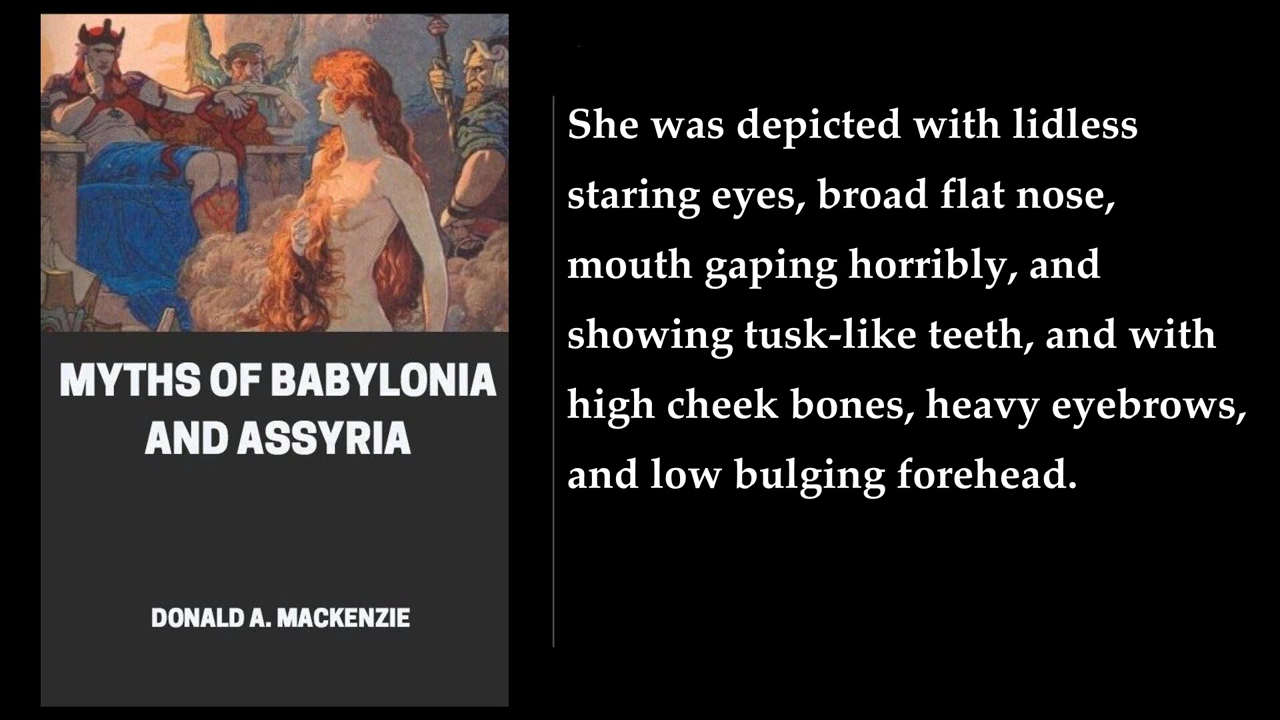 MYTHS OF BABYLONIA
AND ASSYRIA
DONALD A. MACKENZIE
She was depicted with lidless
staring eyes, broad flat nose,
mouth gaping horribly, and
showing tusk-like teeth, and with
high cheek bones, heavy eyebrows,
and low bulging forehead.